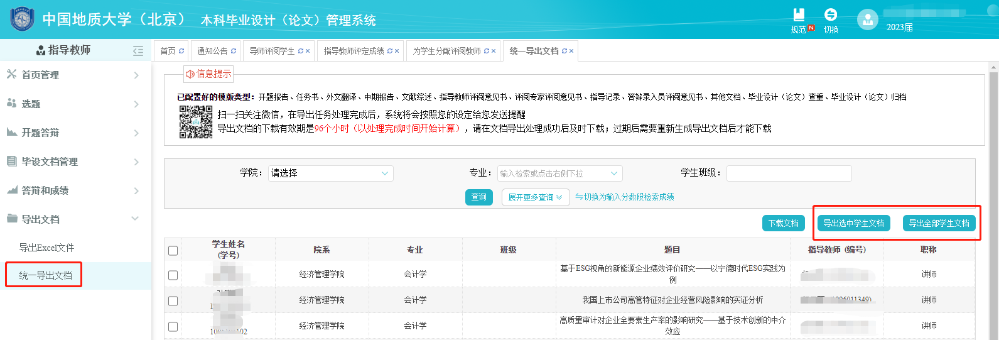 中国地质大学（北京） 本科毕业设计（论文）管理系统
规范 N 切换 2023届
指导教师
首页 通知公告 导师评阅学生 指导教师评定成绩 为学生分配评阅教师 统一导出文档
首页管理
选题
开题答辩
毕设文档管理
答辩和成绩
导出文档
导出Excel文件
统一导出文档
信息提示
已配置好的模版类型：开题报告、任务书、外文翻译、中期报告、文献综述、指导教师评阅意见书、评阅专家评阅意见书、指导记录、答辩录入员评阅意见书、其他文档、毕业设计（论文）查重、毕业设计（论文）归档
扫一扫关注微信，在导出任务处理完成后，系统将会按照您的设定给您发送提醒
导出文档的下载有效期是96个小时（以处理完成时间开始计算），请在文档导出处理成功后及时下载；过期后需要重新生成导出文档后才能下载
学院： 请选择 专业： 输入检索或点击右侧下拉 学生班级：
查询 展开更多查询 切换为输入分数段检索成绩
下载文档 导出选中学生文档 导出全部学生文档
学生姓名
(学号) 院系 专业 班级 题目 指导教师 (编号) 职称
经济管理学院 会计学 基于ESG视角的新能源企业绩效评价研究——以宁德时代ESG实践为
例 讲师
经济管理学院 会计学 我国上市公司高管特征对企业经营风险影响的实证分析 讲师
经济管理学院 会计学 高质量审计对企业全要素生产率的影响研究——基于技术创新的中介
效应 讲师